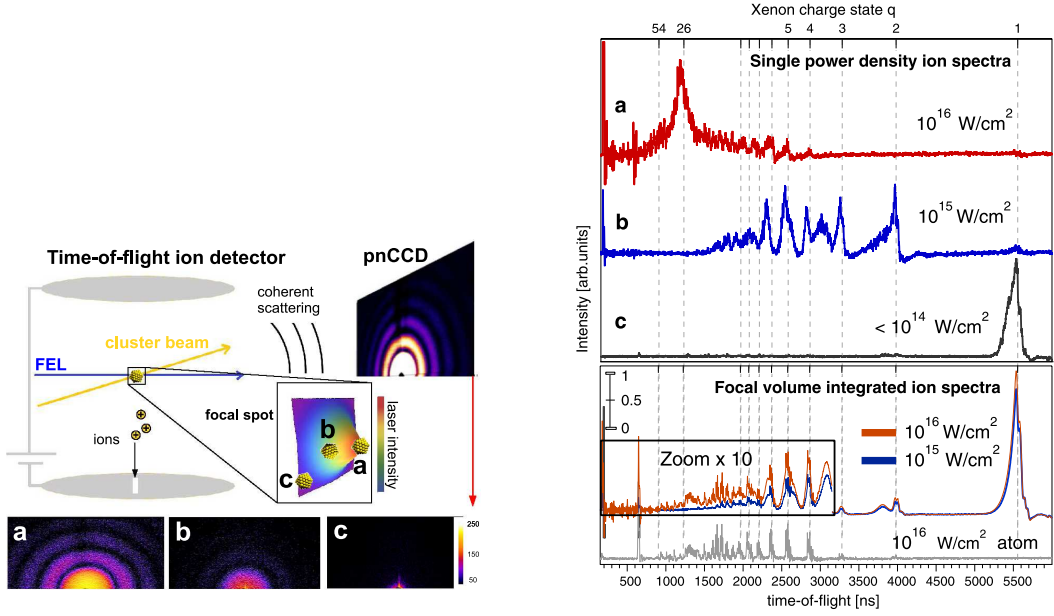 Time-of-flight ion detector
pnCCD
coherent
scattering
cluster beam
FEL
focal spot
laser intensity
ions
a
b
c
a
b
c
250
150
50
Xenon charge state q
54 26 5 4 3 2 1
Single power density ion spectra
a
10^16 W/cm^2
b
10^15 W/cm^2
c
< 10^14 W/cm^2
Intensity [arb.units]
Focal volume integrated ion spectra
1
0.5
0
10^16 W/cm^2
10^15 W/cm^2
Zoom x 10
10^16 W/cm^2 atom
500 1000 1500 2000 2500 3000 3500 4000 4500 5000 5500
time-of-flight [ns]